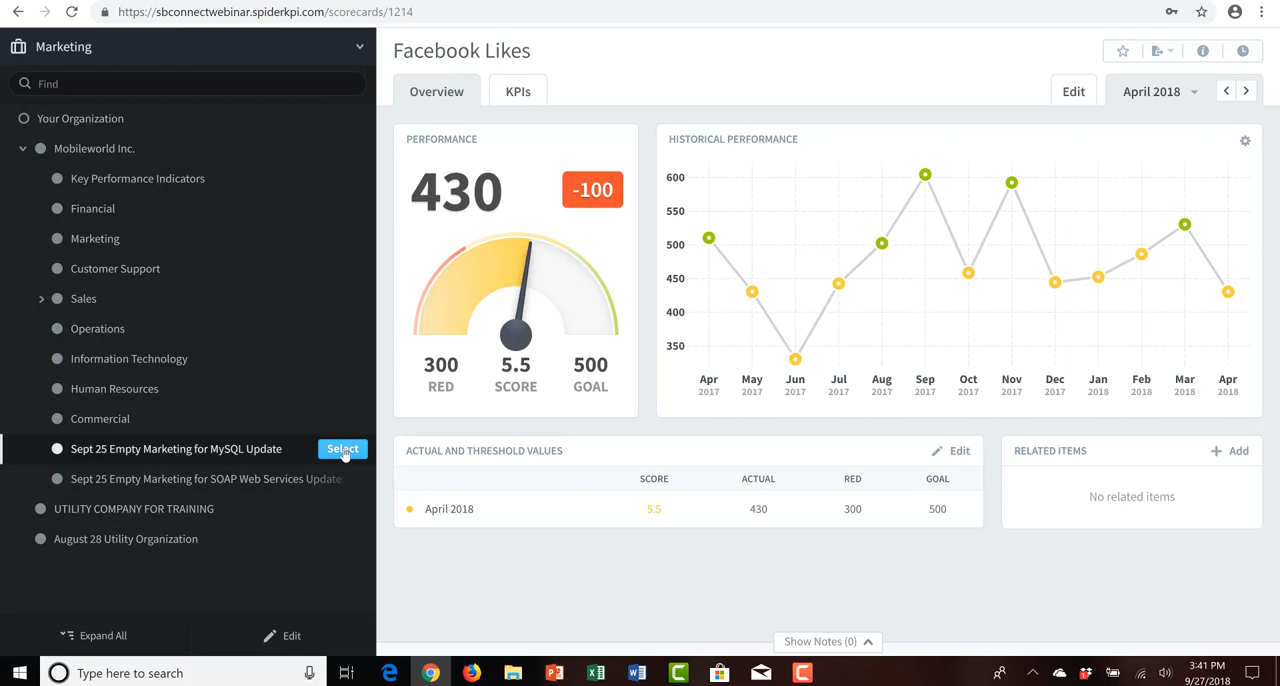 https://sbconnectwebinar.spiderkpi.com/scorecards/1214
Marketing
Find
Your Organization
Mobileworld Inc.
Key Performance Indicators
Financial
Marketing
Customer Support
Sales
Operations
Information Technology
Human Resources
Commercial
Sept 25 Empty Marketing for MySQL Update
Select
Sept 25 Empty Marketing for SOAP Web Services Update
UTILITY COMPANY FOR TRAINING
August 28 Utility Organization
Expand All
Edit
Facebook Likes
Overview
KPIs
Edit
April 2018
PERFORMANCE
430
-100
300 5.5 500
RED SCORE GOAL
HISTORICAL PERFORMANCE
600
550
500
450
400
350
Apr May Jun Jul Aug Sep Oct Nov Dec Jan Feb Mar Apr
2017 2017 2017 2017 2017 2017 2017 2017 2017 2018 2018 2018 2018
ACTUAL AND THRESHOLD VALUES
Edit
SCORE ACTUAL RED GOAL
April 2018 5.5 430 300 500
RELATED ITEMS
Add
No related items
Show Notes (0)
Type here to search
3:41 PM
9/27/2018